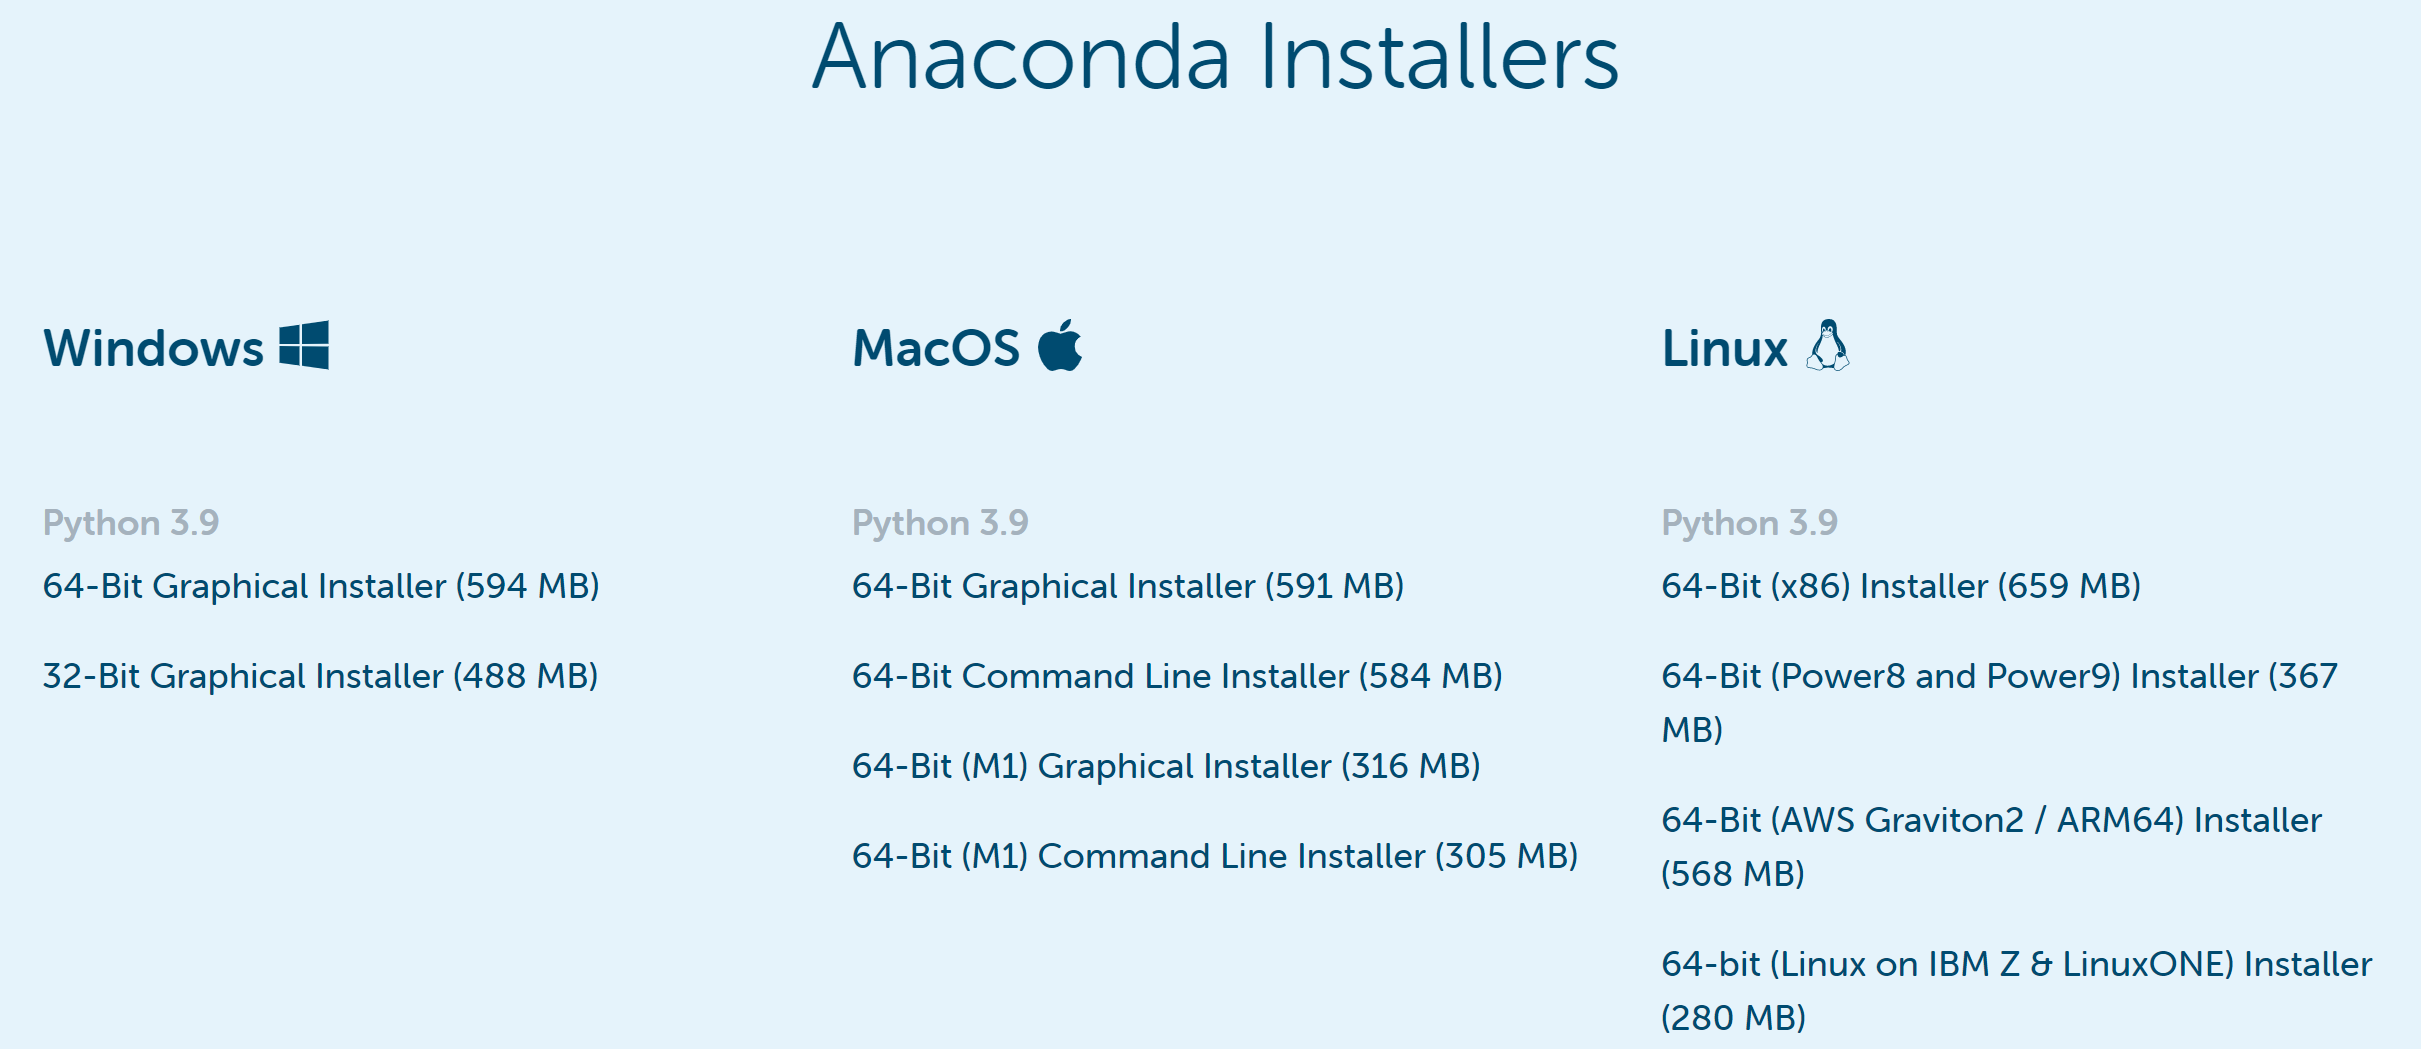 Anaconda Installers
Windows
Python 3.9
64-Bit Graphical Installer (594 MB)
32-Bit Graphical Installer (488 MB)
MacOS
Python 3.9
64-Bit Graphical Installer (591 MB)
64-Bit Command Line Installer (584 MB)
64-Bit (M1) Graphical Installer (316 MB)
64-Bit (M1) Command Line Installer (305 MB)
Linux
Python 3.9
64-Bit (x86) Installer (659 MB)
64-Bit (Power8 and Power9) Installer (367
MB)
64-Bit (AWS Graviton2 / ARM64) Installer
(568 MB)
64-bit (Linux on IBM Z & LinuxONE) Installer
(280 MB)